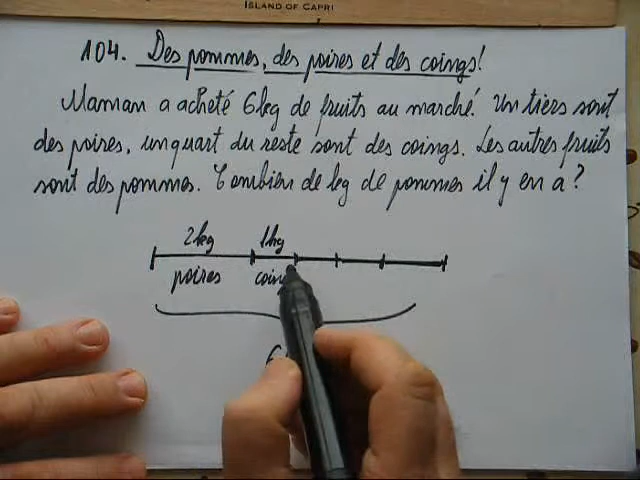 ISLAND OF CAPRI
104. Des pommes, des poires et des coings!
Maman a acheté 6kg de fruits au marché. Un tiers sont
des poires, un quart du reste sont des coings. Les autres fruits
sont des pommes. Combien de kg de pommes il y en a?
2kg 1kg
poires
6